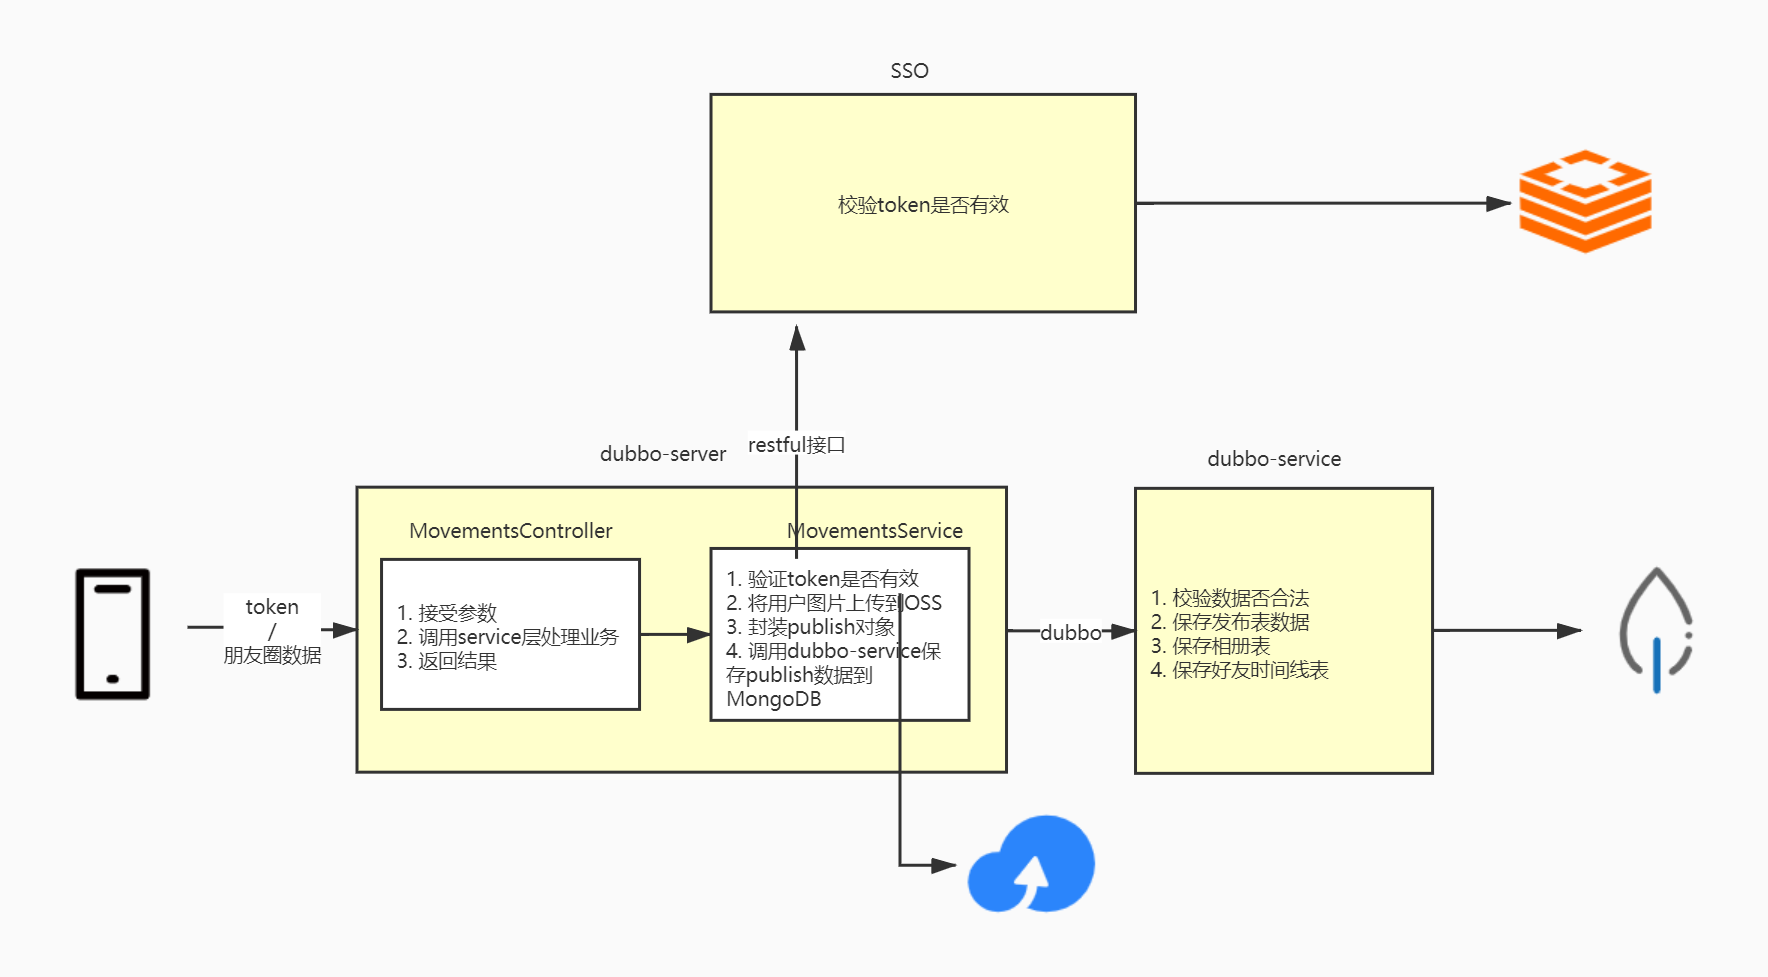 SSO
校验token是否有效
restful接口
dubbo-server
dubbo-service
MovementsController
MovementsService
token
/
朋友圈数据
1. 接受参数
2. 调用service层处理业务
3. 返回结果
1. 验证token是否有效
2. 将用户图片上传到OSS
3. 封装publish对象
4. 调用dubbo-service保
存publish数据到
MongoDB
dubbo
1. 校验数据否合法
2. 保存发布表数据
3. 保存相册表
4. 保存好友时间线表